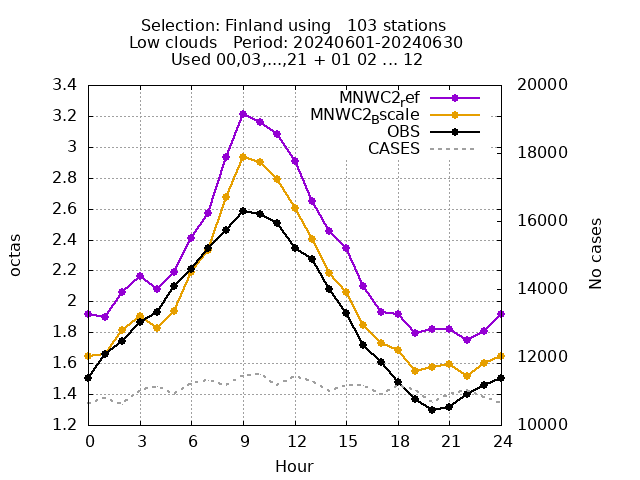 Selection: Finland using   103 stations
Low clouds   Period: 20240601-20240630
Used 00,03,...,21 + 01 02 ... 12
3.4
3.2
3
2.8
2.6
2.4
2.2
2
1.8
1.6
1.4
1.2
octas
MNWC2ref
MNWC2Bscale
OBS
CASES
20000
18000
16000
14000
12000
10000
No cases
0 3 6 9 12 15 18 21 24
Hour